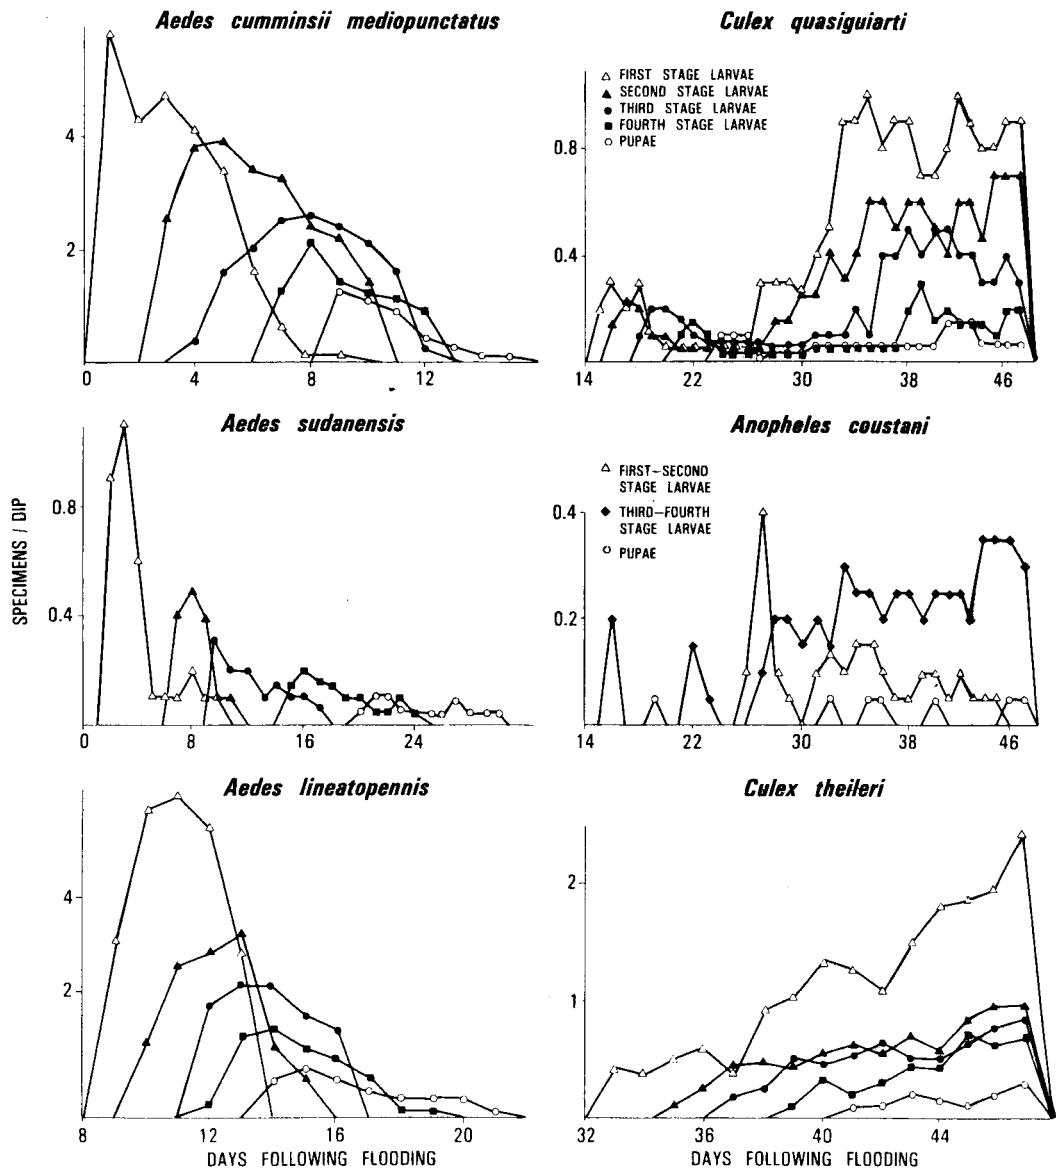 Aedes cumminsii mediopunctatus
4
2
0
4
8
12
Culex quasiguiarti
FIRST STAGE LARVAE
SECOND STAGE LARVAE
THIRD STAGE LARVAE
FOURTH STAGE LARVAE
PUPAE
0.8
0.4
14
22
30
38
46
Aedes sudanensis
SPECIMENS / DIP
0.8
0.4
0
8
16
24
Anopheles coustani
FIRST–SECOND
STAGE LARVAE
THIRD–FOURTH
STAGE LARVAE
PUPAE
0.4
0.2
14
22
30
38
46
Aedes lineatopennis
4
2
8
12
16
20
DAYS FOLLOWING FLOODING
Culex theileri
2
1
32
36
40
44
DAYS FOLLOWING FLOODING